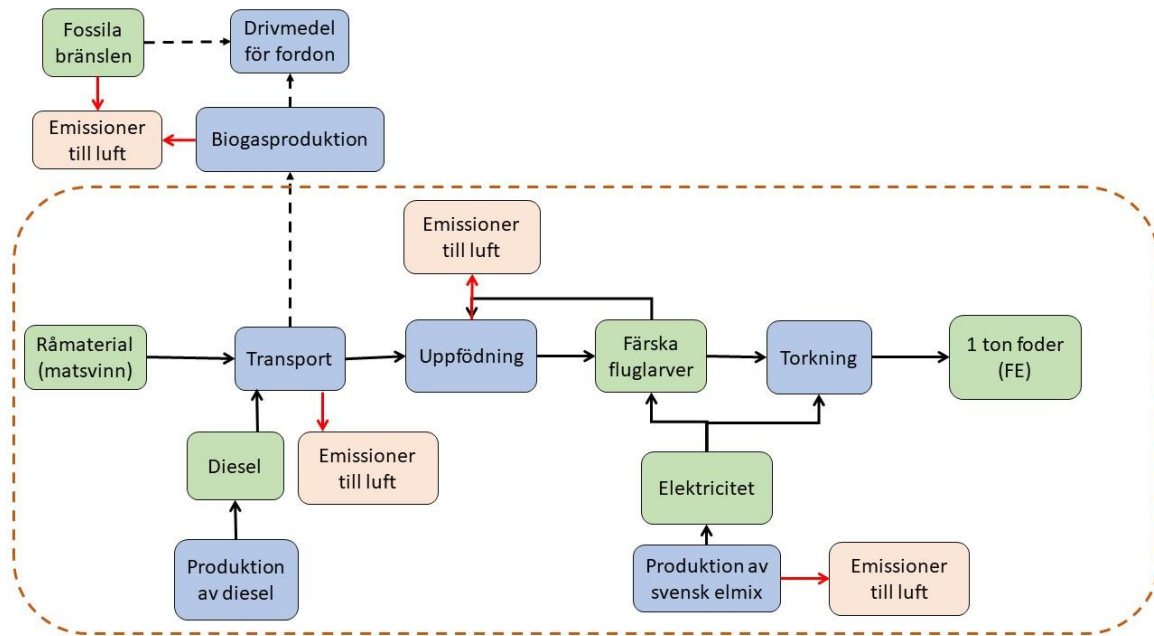 Fossila
bränslen
Drivmedel
för fordon
Emissioner
till luft
Biogasproduktion
Emissioner
till luft
Råmaterial
(matsvinn)
Transport
Uppfödning
Färska
fluglarver
Torkning
1 ton foder
(FE)
Diesel
Emissioner
till luft
Elektricitet
Produktion
av diesel
Produktion av
svensk elmix
Emissioner
till luft